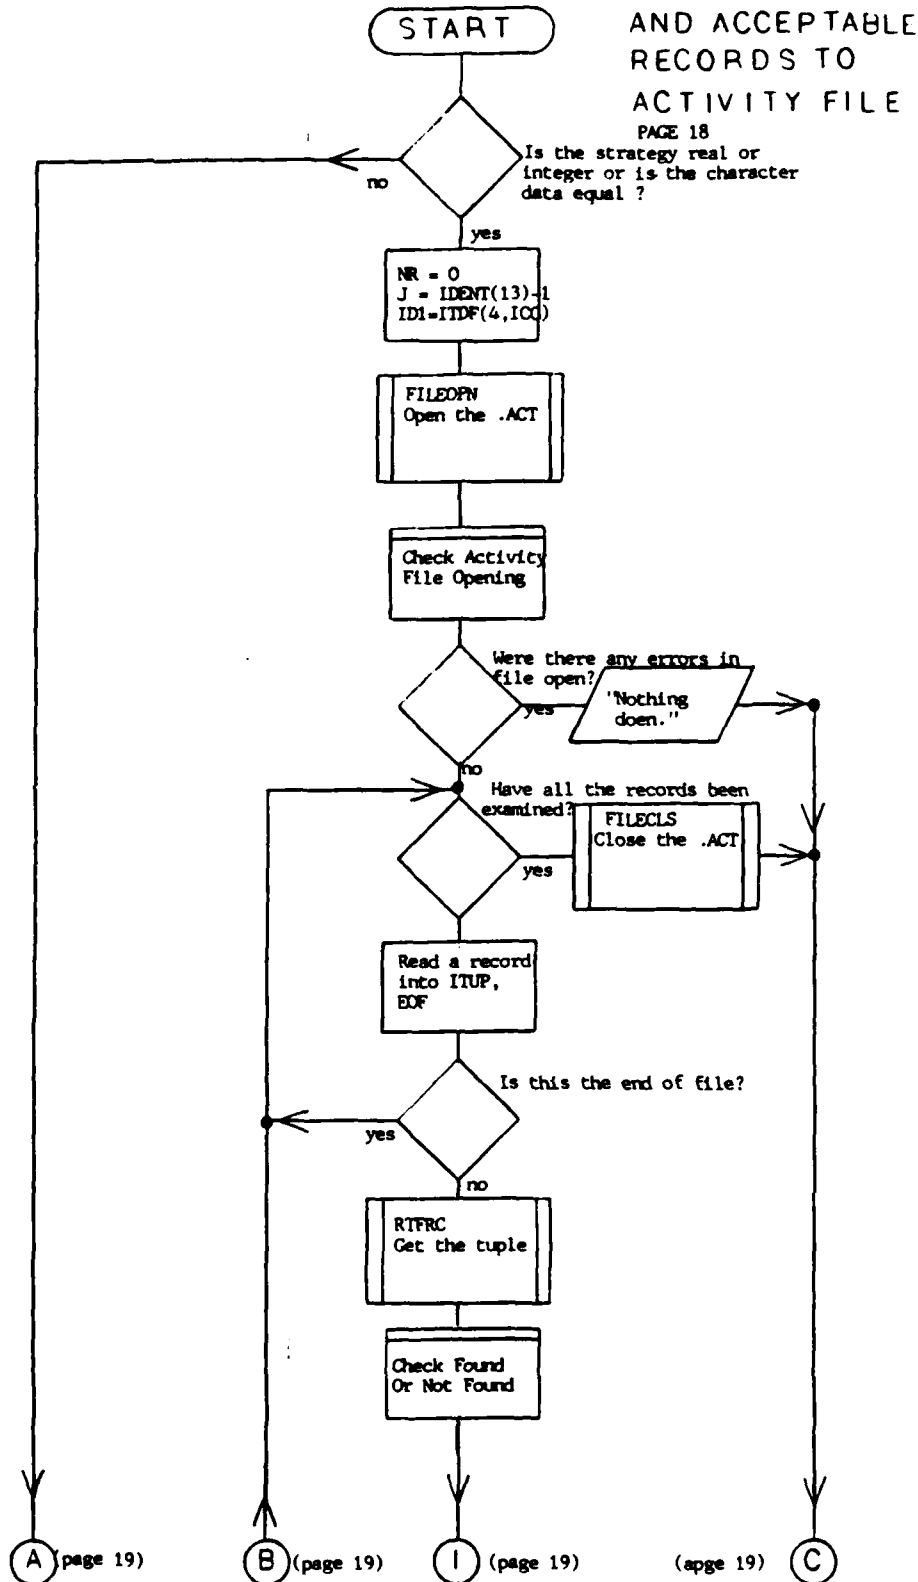 START
AND ACCEPTABLE
RECORDS TO
ACTIVITY FILE
PAGE 18
Is the strategy real or
integer or is the character
data equal ?
no
yes
NR = 0
J = IDENT(13)-1
ID1=ITDF(4,ICC)
FILEOPN
Open the .ACT
Check Activity
File Opening
Were there any errors in
file open?
yes
"Nothing
doen."
no
Have all the records been
examined?
yes
FILECLS
Close the .ACT
Read a record
into ITUP,
EOF
Is this the end of file?
yes
no
RTFRC
Get the tuple
Check Found
Or Not Found
A (page 19)
B (page 19)
1 (page 19)
(apge 19) C